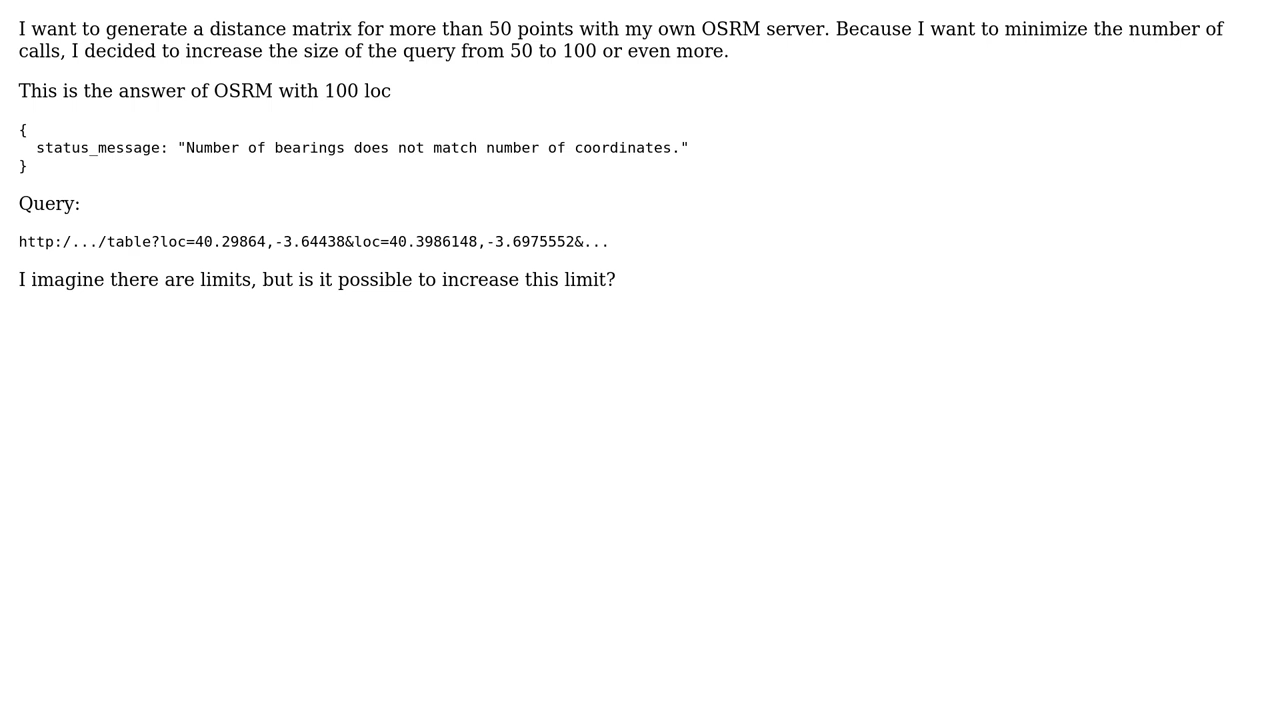 I want to generate a distance matrix for more than 50 points with my own OSRM server. Because I want to minimize the number of
calls, I decided to increase the size of the query from 50 to 100 or even more.
This is the answer of OSRM with 100 loc
{
  status_message: "Number of bearings does not match number of coordinates."
}
Query:
http:/.../table?loc=40.29864,-3.64438&loc=40.3986148,-3.6975552&...
I imagine there are limits, but is it possible to increase this limit?